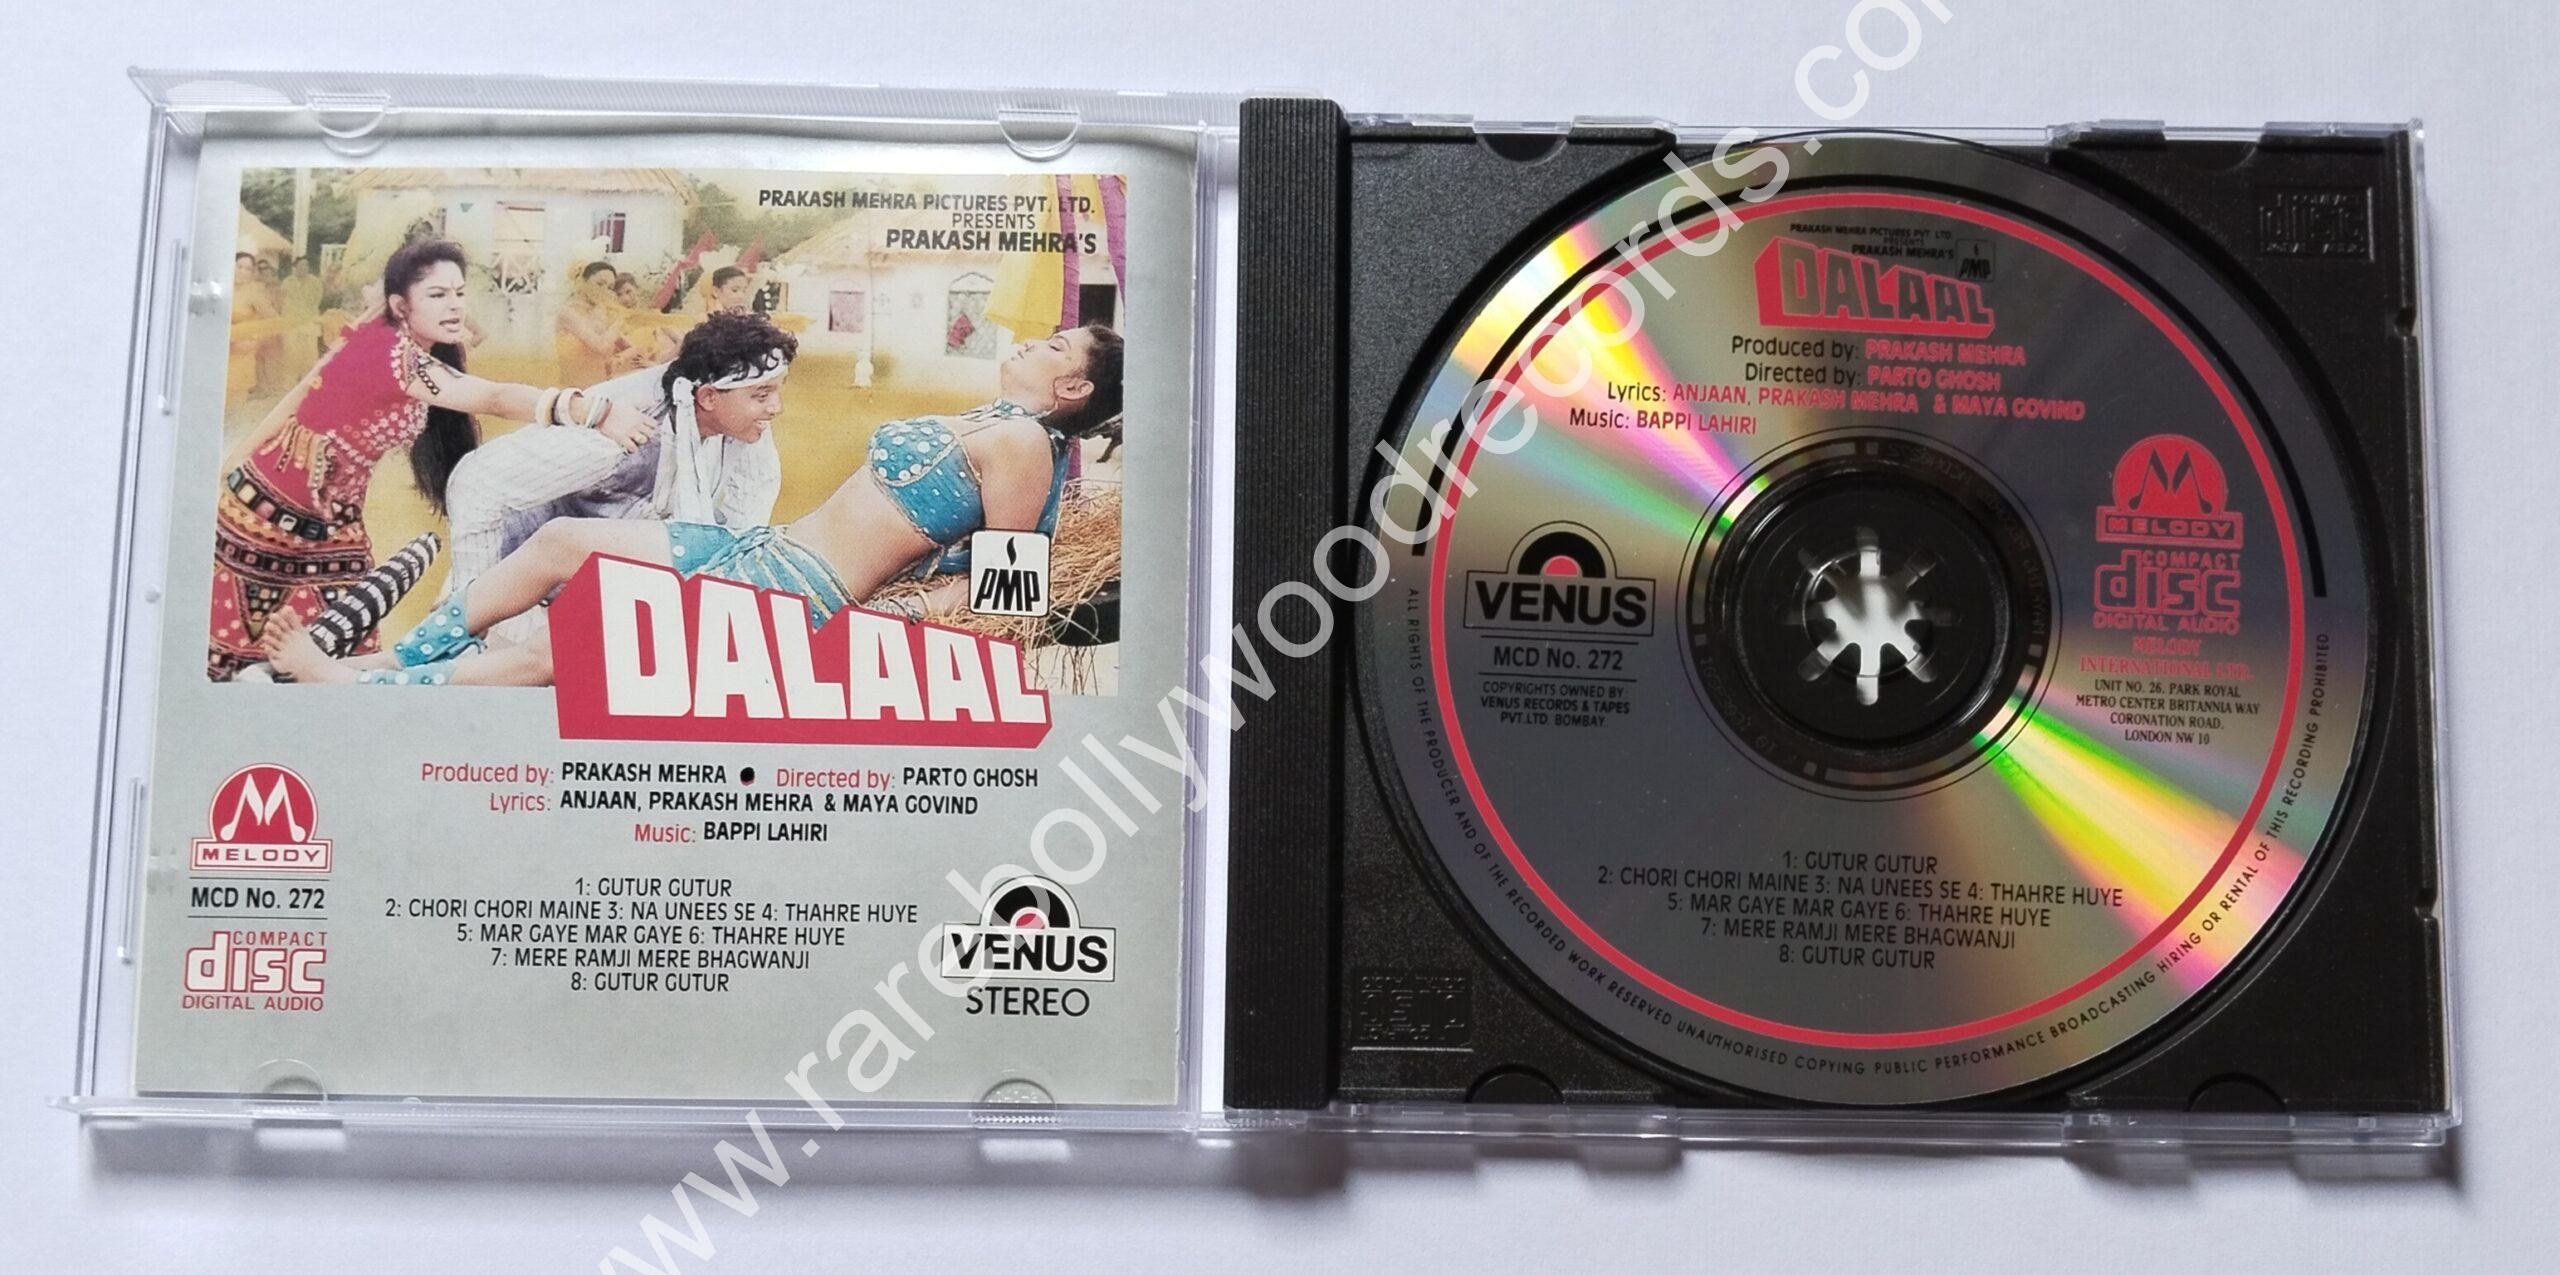 PRAKASH MEHRA PICTURES PVT. LTD.
PRESENTS
PRAKASH MEHRA'S
PMP
DALAAL
Produced by: PRAKASH MEHRA ● Directed by: PARTO GHOSH
Lyrics: ANJAAN, PRAKASH MEHRA & MAYA GOVIND
Music: BAPPI LAHIRI
MELODY
MCD No. 272
COMPACT
disc
DIGITAL AUDIO
1: GUTUR GUTUR
2: CHORI CHORI MAINE 3: NA UNEES SE 4: THAHRE HUYE
5: MAR GAYE MAR GAYE 6: THAHRE HUYE
7: MERE RAMJI MERE BHAGWANJI
8: GUTUR GUTUR
VENUS
STEREO
PRAKASH MEHRA PICTURES PVT. LTD.
PRESENTS
PRAKASH MEHRA'S
PMP
DALAAL
Produced by: PRAKASH MEHRA
Directed by: PARTO GHOSH
Lyrics: ANJAAN, PRAKASH MEHRA & MAYA GOVIND
Music: BAPPI LAHIRI
VENUS
MCD No. 272
COPYRIGHTS OWNED BY:
VENUS RECORDS & TAPES
PVT.LTD. BOMBAY.
MELODY
COMPACT
disc
DIGITAL AUDIO
MELODY
INTERNATIONAL LTD.
UNIT NO. 26. PARK ROYAL
METRO CENTER BRITANNIA WAY
CORONATION ROAD.
LONDON NW 10
1: GUTUR GUTUR
2: CHORI CHORI MAINE 3: NA UNEES SE 4: THAHRE HUYE
5: MAR GAYE MAR GAYE 6: THAHRE HUYE
7: MERE RAMJI MERE BHAGWANJI
8: GUTUR GUTUR
ALL RIGHTS OF THE PRODUCER AND OF THE RECORDED WORK RESERVED UNAUTHORISED COPYING PUBLIC PERFORMANCE BROADCASTING HIRING OR RENTAL OF THIS RECORDING PROHIBITED
COMPACT
disc
www.rarebollywoodrecords.com